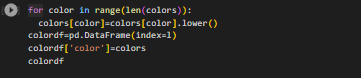 for color in range(len(colors)):
  colors[color]=colors[color].lower()
colordf=pd.DataFrame(index=l)
colordf['color']=colors
colordf